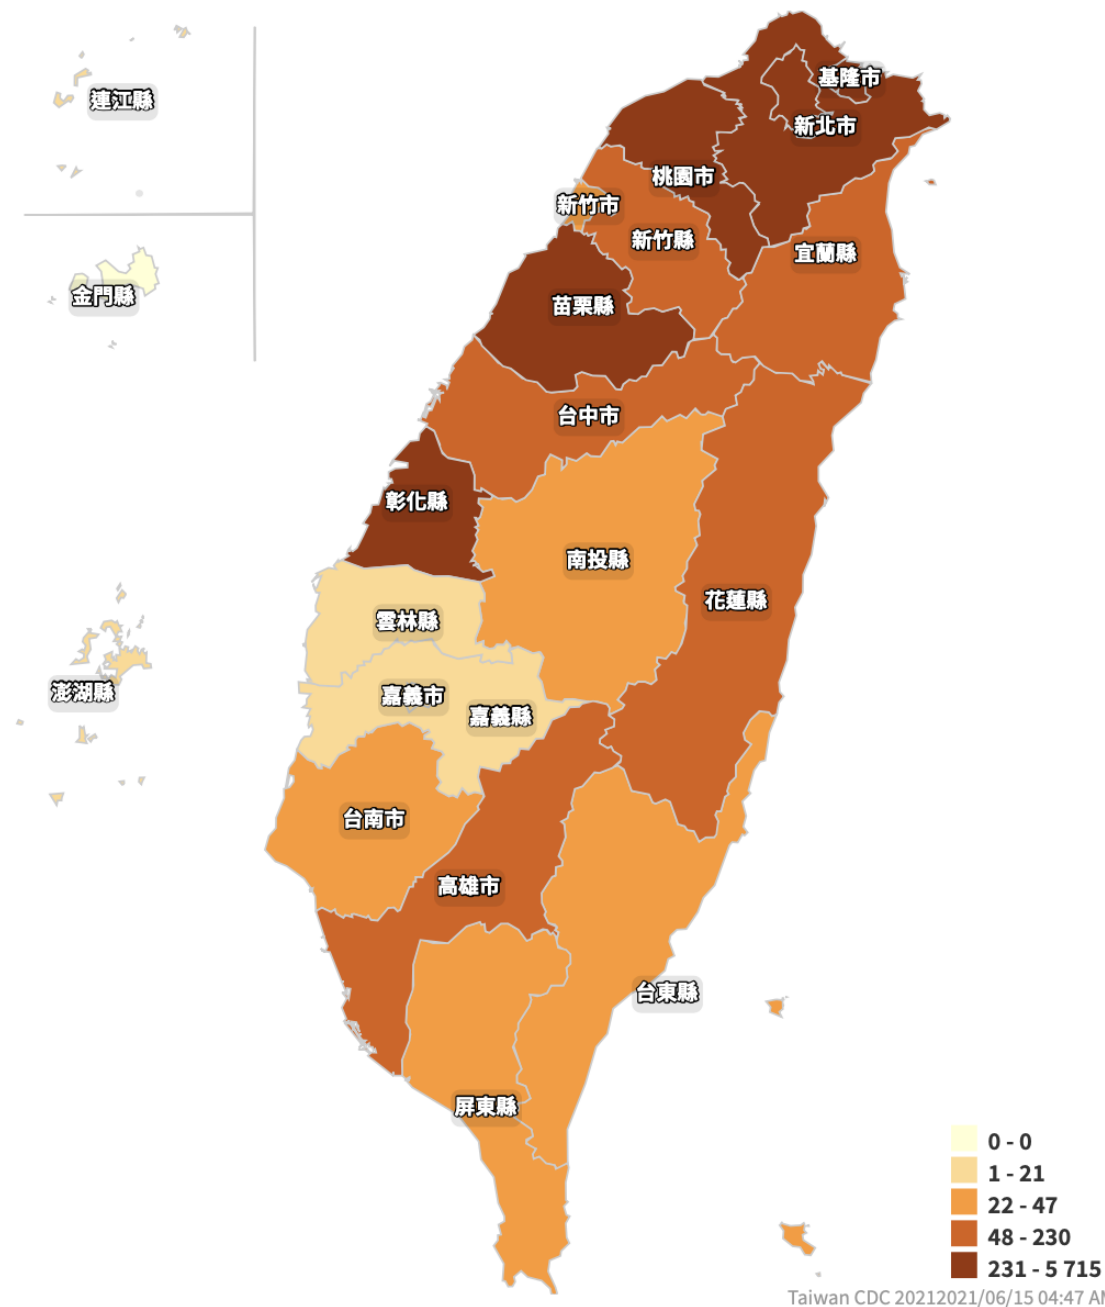 連江縣
金門縣
澎湖縣
基隆市
新北市
桃園市
新竹市
新竹縣
宜蘭縣
苗栗縣
台中市
彰化縣
南投縣
花蓮縣
雲林縣
嘉義市
嘉義縣
台南市
高雄市
台東縣
屏東縣
0 - 0
1 - 21
22 - 47
48 - 230
231 - 5 715
Taiwan CDC 20212021/06/15 04:47 A